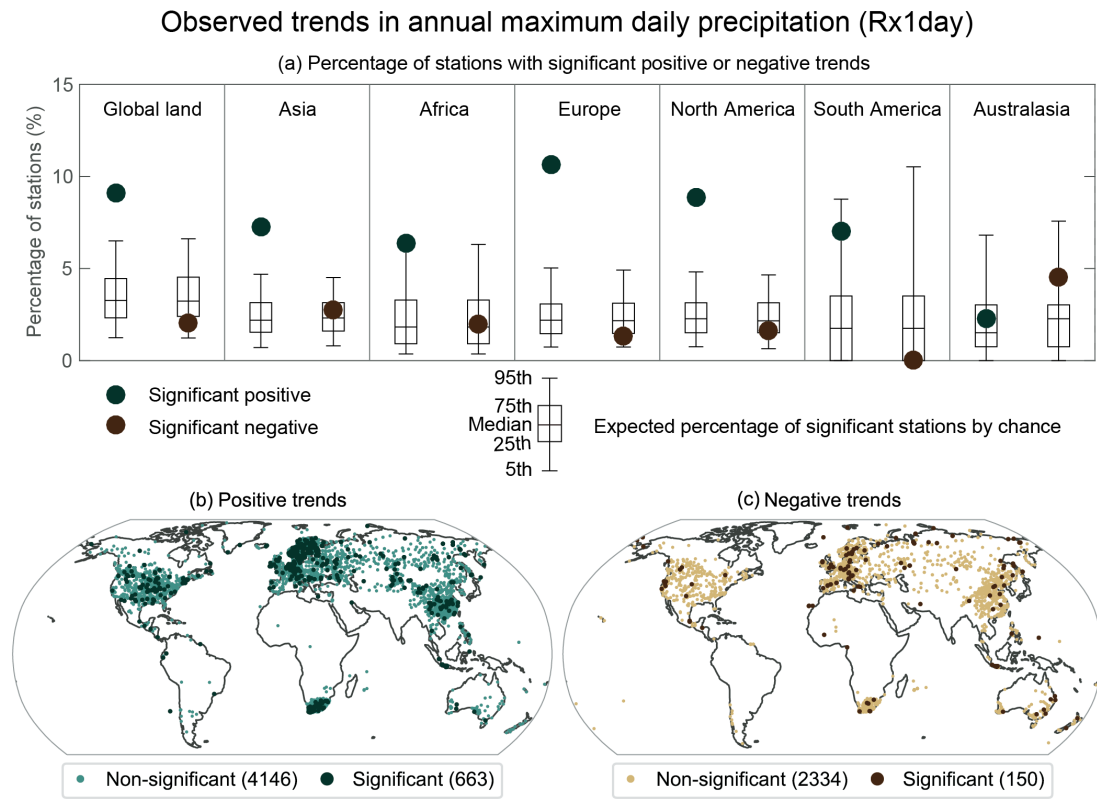 Observed trends in annual maximum daily precipitation (Rx1day)
(a) Percentage of stations with significant positive or negative trends
Percentage of stations (%)
15
10
5
0
Global land
Asia
Africa
Europe
North America
South America
Australasia
Significant positive
Significant negative
95th
75th
Median
25th
5th
Expected percentage of significant stations by chance
(b) Positive trends
(c) Negative trends
Non-significant (4146)
Significant (663)
Non-significant (2334)
Significant (150)